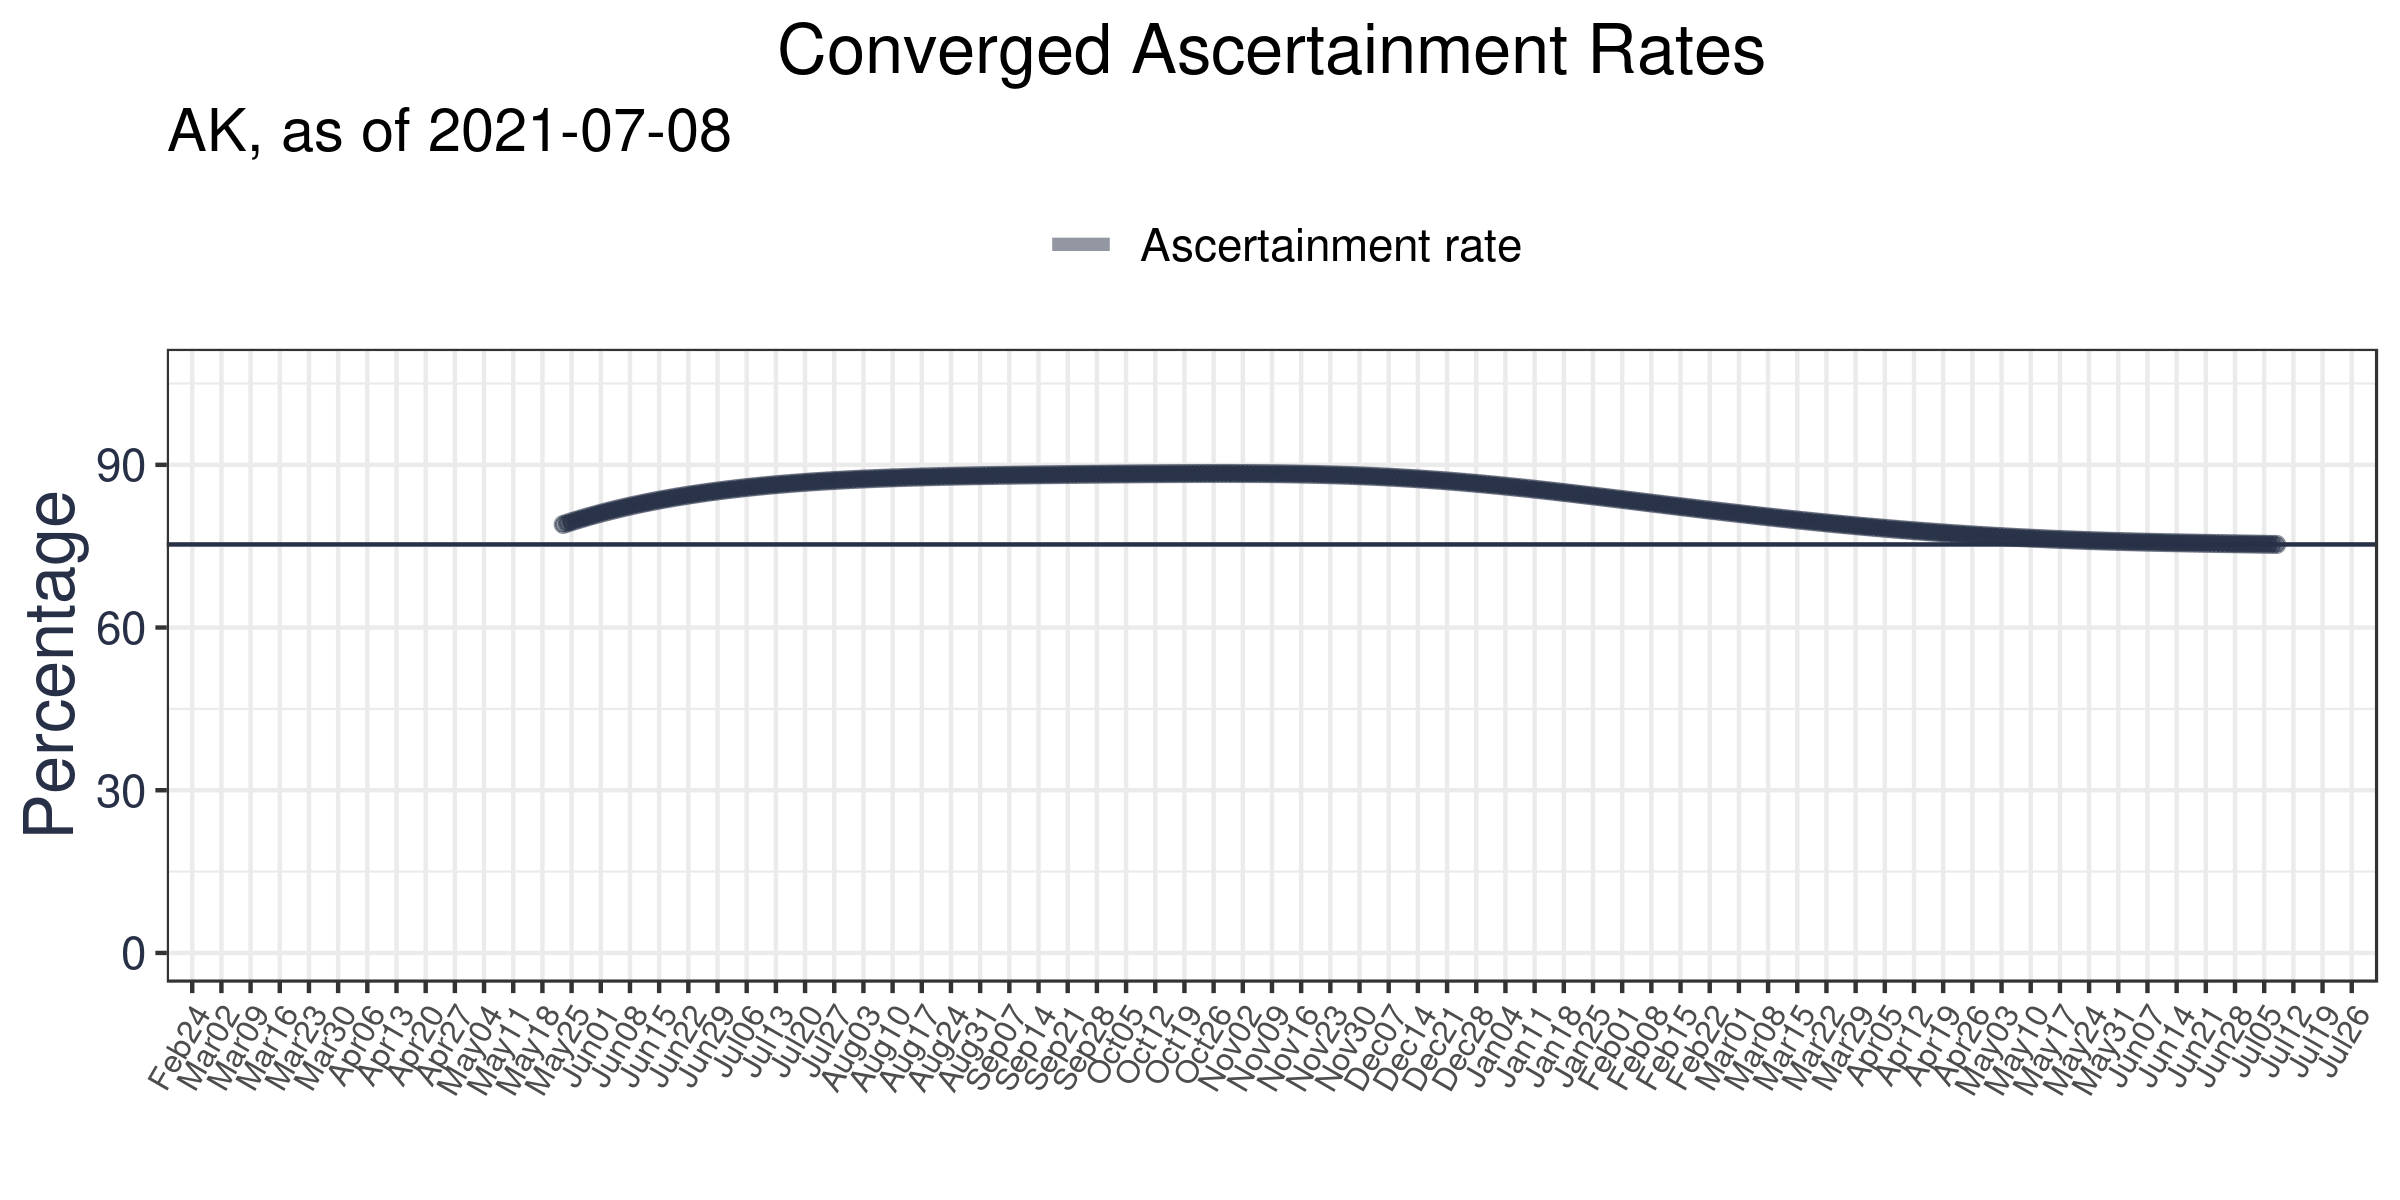 Converged Ascertainment Rates
AK, as of 2021-07-08
Ascertainment rate
Percentage
90
60
30
0
Feb24 Mar02 Mar09 Mar16 Mar23 Mar30 Apr06 Apr13 Apr20 Apr27 May04 May11 May18 May25 Jun01 Jun08 Jun15 Jun22 Jun29 Jul06 Jul13 Jul20 Jul27 Aug03 Aug10 Aug17 Aug24 Aug31 Sep07 Sep14 Sep21 Sep28 Oct05 Oct12 Oct19 Oct26 Nov02 Nov09 Nov16 Nov23 Nov30 Dec07 Dec14 Dec21 Dec28 Jan04 Jan11 Jan18 Jan25 Feb01 Feb08 Feb15 Feb22 Mar01 Mar08 Mar15 Mar22 Mar29 Apr05 Apr12 Apr19 Apr26 May03 May10 May17 May24 May31 Jun07 Jun14 Jun21 Jun28 Jul05 Jul12 Jul19 Jul26